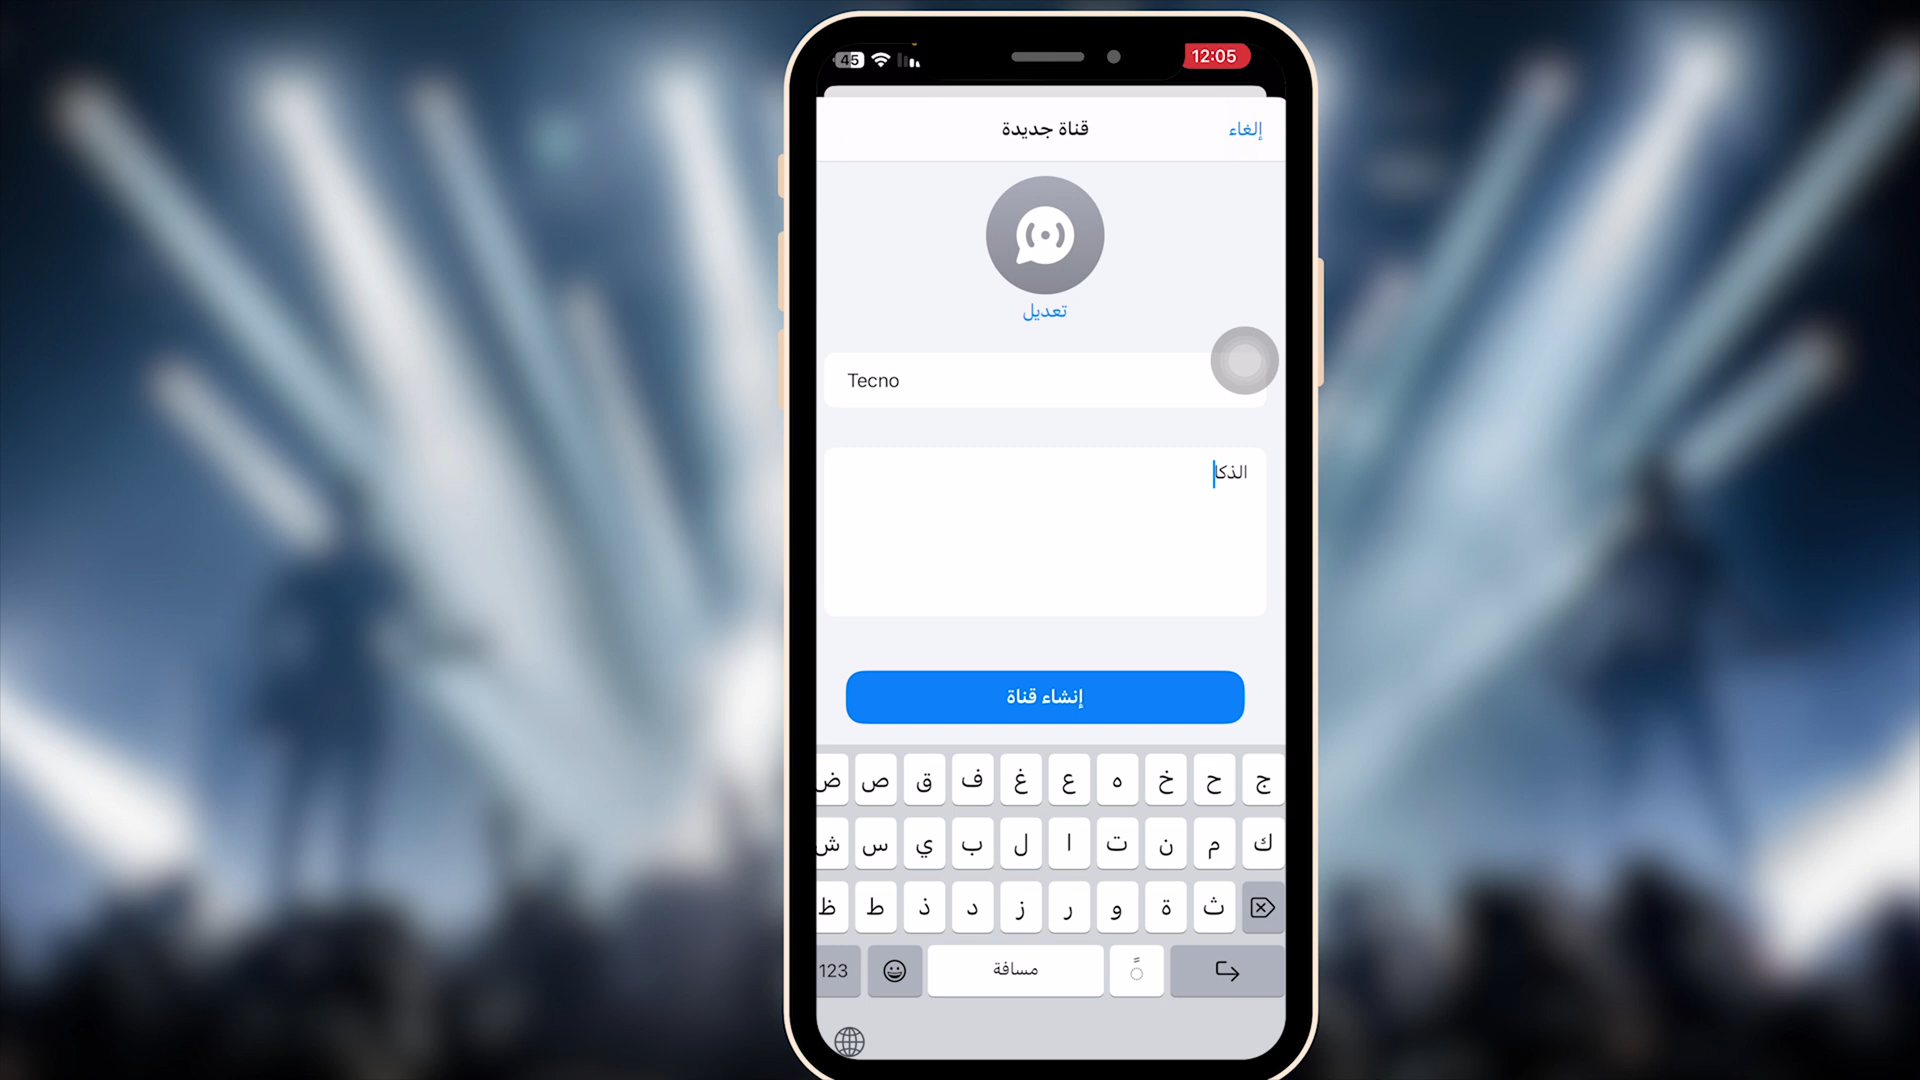 45
12:05
قناة جديدة
إلغاء
تعديل
Tecno
الذكا
إنشاء قناة
ض ص ق ف غ ع ه خ ح ج
ش س ي ب ل ا ت ن م ك
ظ ط ذ د ز ر و ة ث
123
مسافة